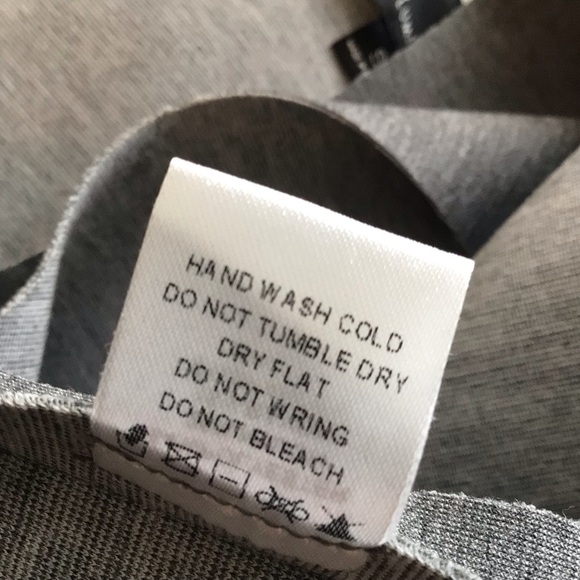 HAND WASH COLD
DO NOT TUMBLE DRY
DRY FLAT
DO NOT WRING
DO NOT BLEACH